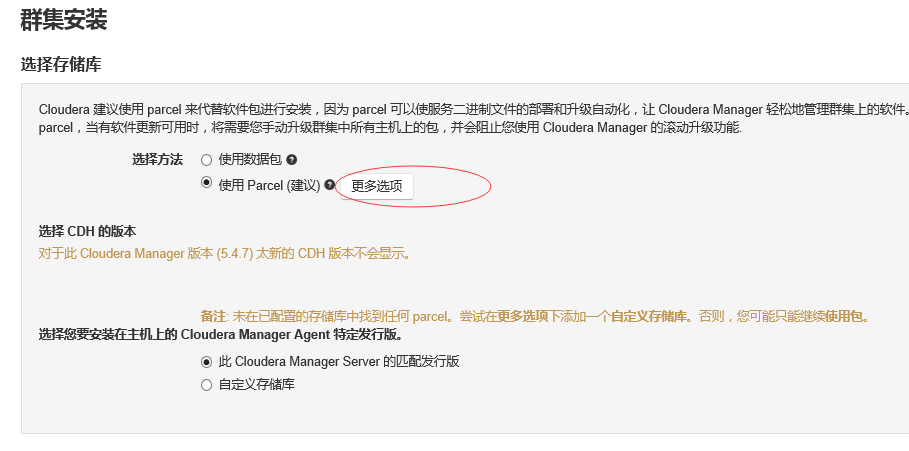 群集安装
选择存储库
Cloudera 建议使用 parcel 来代替软件包进行安装，因为 parcel 可以使服务二进制文件的部署和升级自动化，让 Cloudera Manager 轻松地管理群集上的软件。
parcel，当有软件更新可用时，将需要您手动升级群集中所有主机上的包，并会阻止您使用 Cloudera Manager 的滚动升级功能.
选择方法 使用数据包 ?
使用 Parcel (建议) ? 更多选项
选择 CDH 的版本
对于此 Cloudera Manager 版本 (5.4.7) 太新的 CDH 版本不会显示。
备注: 未在已配置的存储库中找到任何 parcel。尝试在更多选项下添加一个自定义存储库。否则，您可能只能继续使用包。
选择您要安装在主机上的 Cloudera Manager Agent 特定发行版。
此 Cloudera Manager Server 的匹配发行版
自定义存储库